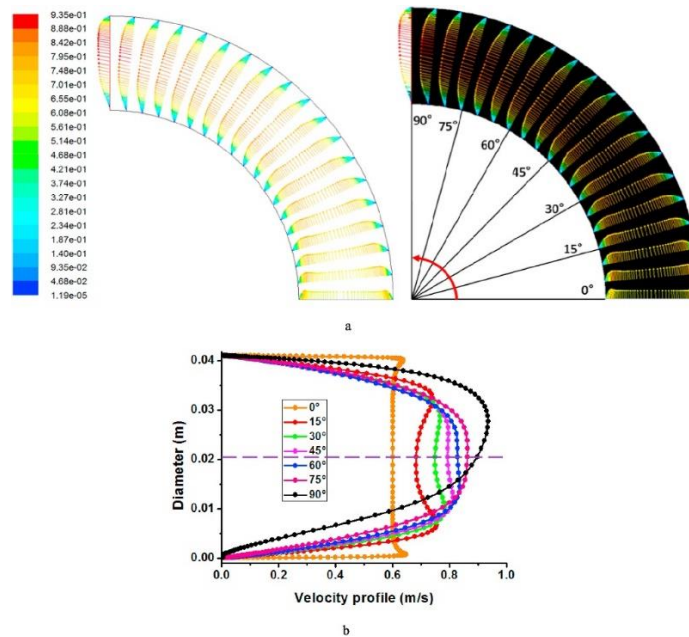 9.35e-01
8.88e-01
8.42e-01
7.95e-01
7.48e-01
7.01e-01
6.55e-01
6.08e-01
5.61e-01
5.14e-01
4.68e-01
4.21e-01
3.74e-01
3.27e-01
2.81e-01
2.34e-01
1.87e-01
1.40e-01
9.35e-02
4.68e-02
1.19e-05
90°
75°
60°
45°
30°
15°
0°
a
0.04
0.03
0.02
0.01
0.00
Diameter (m)
0°
15°
30°
45°
60°
75°
90°
0.0 0.2 0.4 0.6 0.8 1.0
Velocity profile (m/s)
b